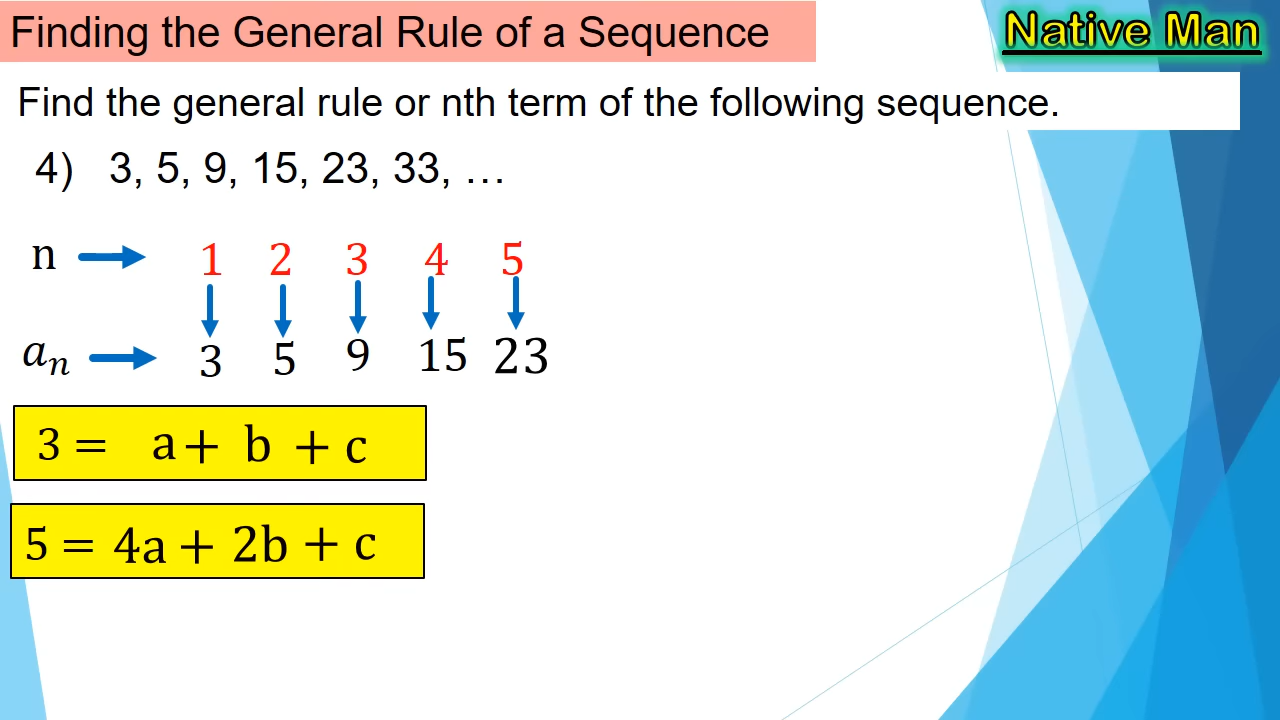 Finding the General Rule of a Sequence
Native Man
Find the general rule or nth term of the following sequence.
4) 3, 5, 9, 15, 23, 33, …
n 1 2 3 4 5
aₙ 3 5 9 15 23
3 = a + b + c
5 = 4a + 2b + c